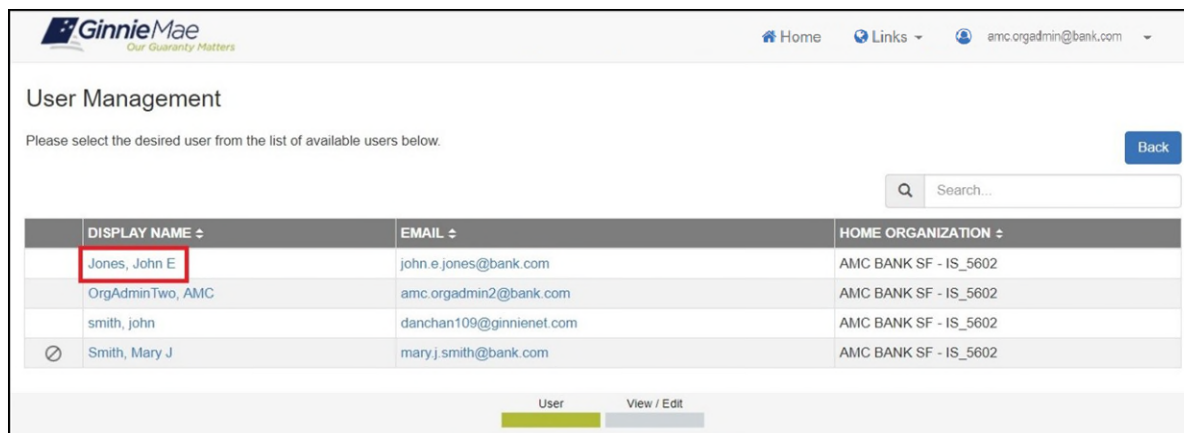 GinnieMae
Our Guaranty Matters
Home Links amc.orgadmin@bank.com
User Management
Please select the desired user from the list of available users below.
Back
Search...
DISPLAY NAME EMAIL HOME ORGANIZATION
Jones, John E john.e.jones@bank.com AMC BANK SF - IS_5602
OrgAdminTwo, AMC amc.orgadmin2@bank.com AMC BANK SF - IS_5602
smith, john danchan109@ginnienet.com AMC BANK SF - IS_5602
Smith, Mary J mary.j.smith@bank.com AMC BANK SF - IS_5602
User View / Edit